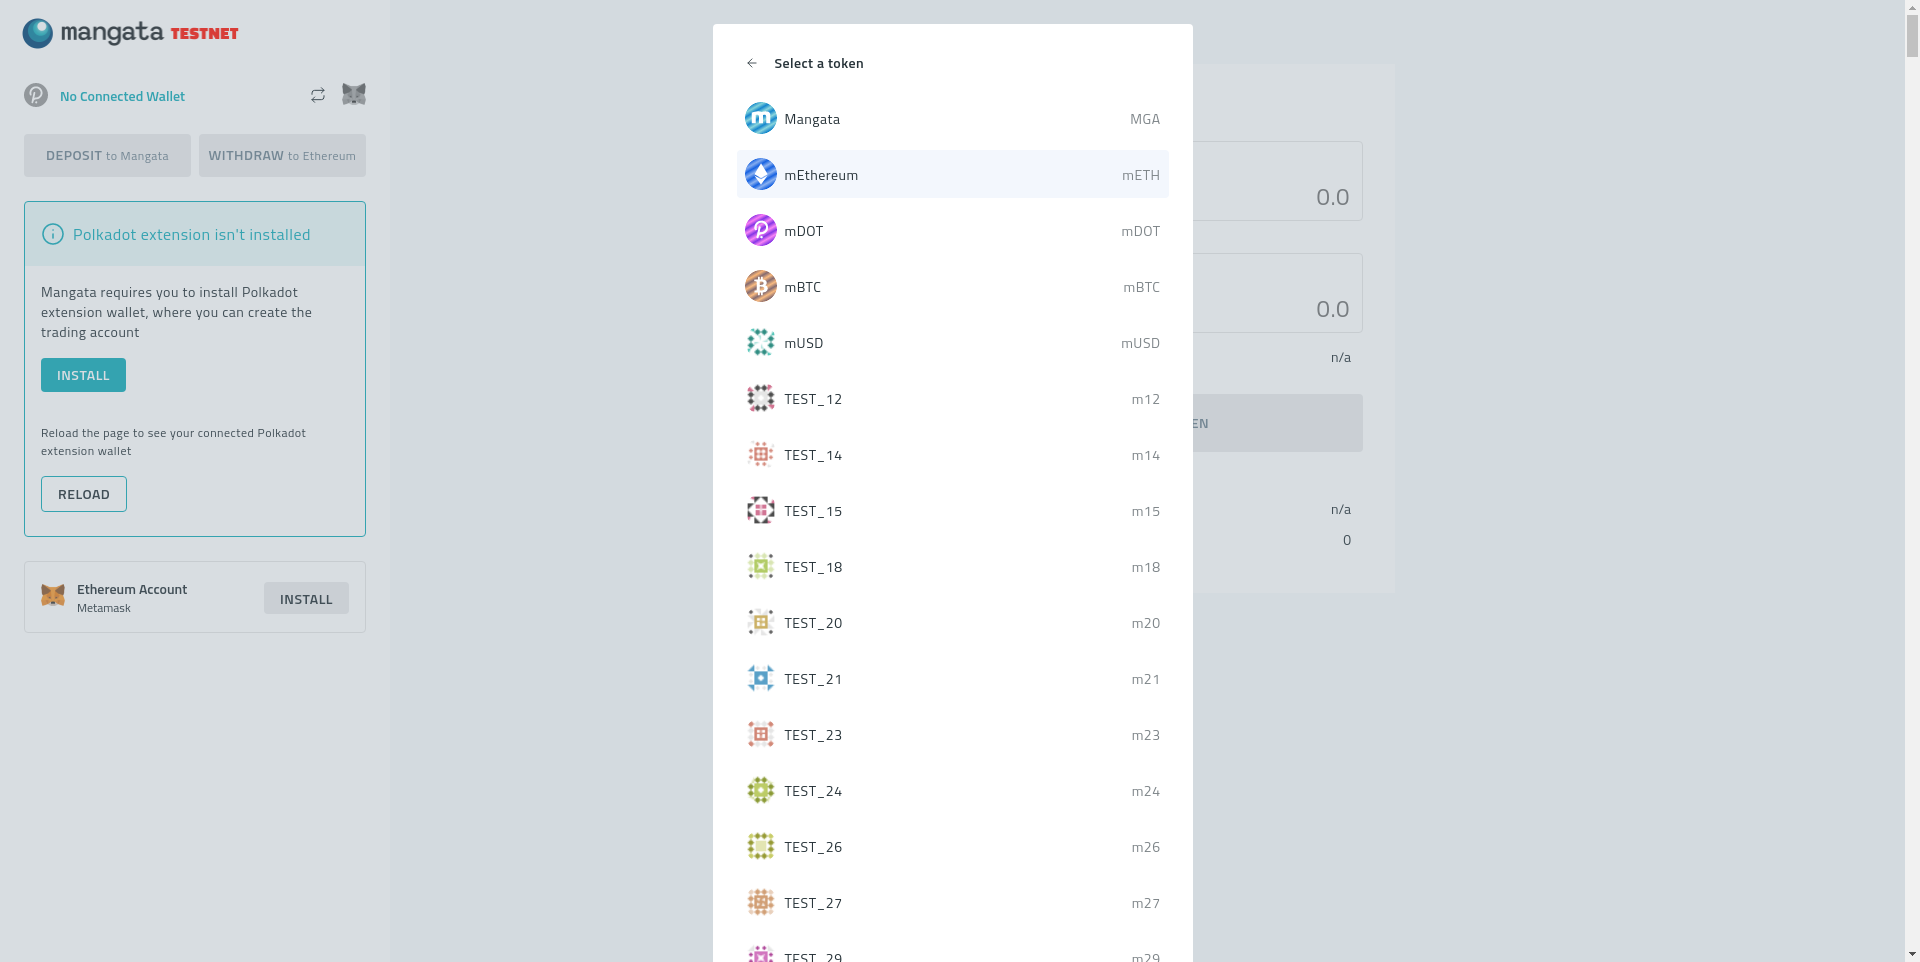 mangata TESTNET
No Connected Wallet
DEPOSIT to Mangata
WITHDRAW to Ethereum
Polkadot extension isn't installed
Mangata requires you to install Polkadot
extension wallet, where you can create the
trading account
INSTALL
Reload the page to see your connected Polkadot
extension wallet
RELOAD
Ethereum Account
Metamask
INSTALL
Select a token
Mangata MGA
mEthereum mETH
mDOT mDOT
mBTC mBTC
mUSD mUSD
TEST_12 m12
TEST_14 m14
TEST_15 m15
TEST_18 m18
TEST_20 m20
TEST_21 m21
TEST_23 m23
TEST_24 m24
TEST_26 m26
TEST_27 m27
TEST_29 m29
0.0
0.0
n/a
EN
n/a
0